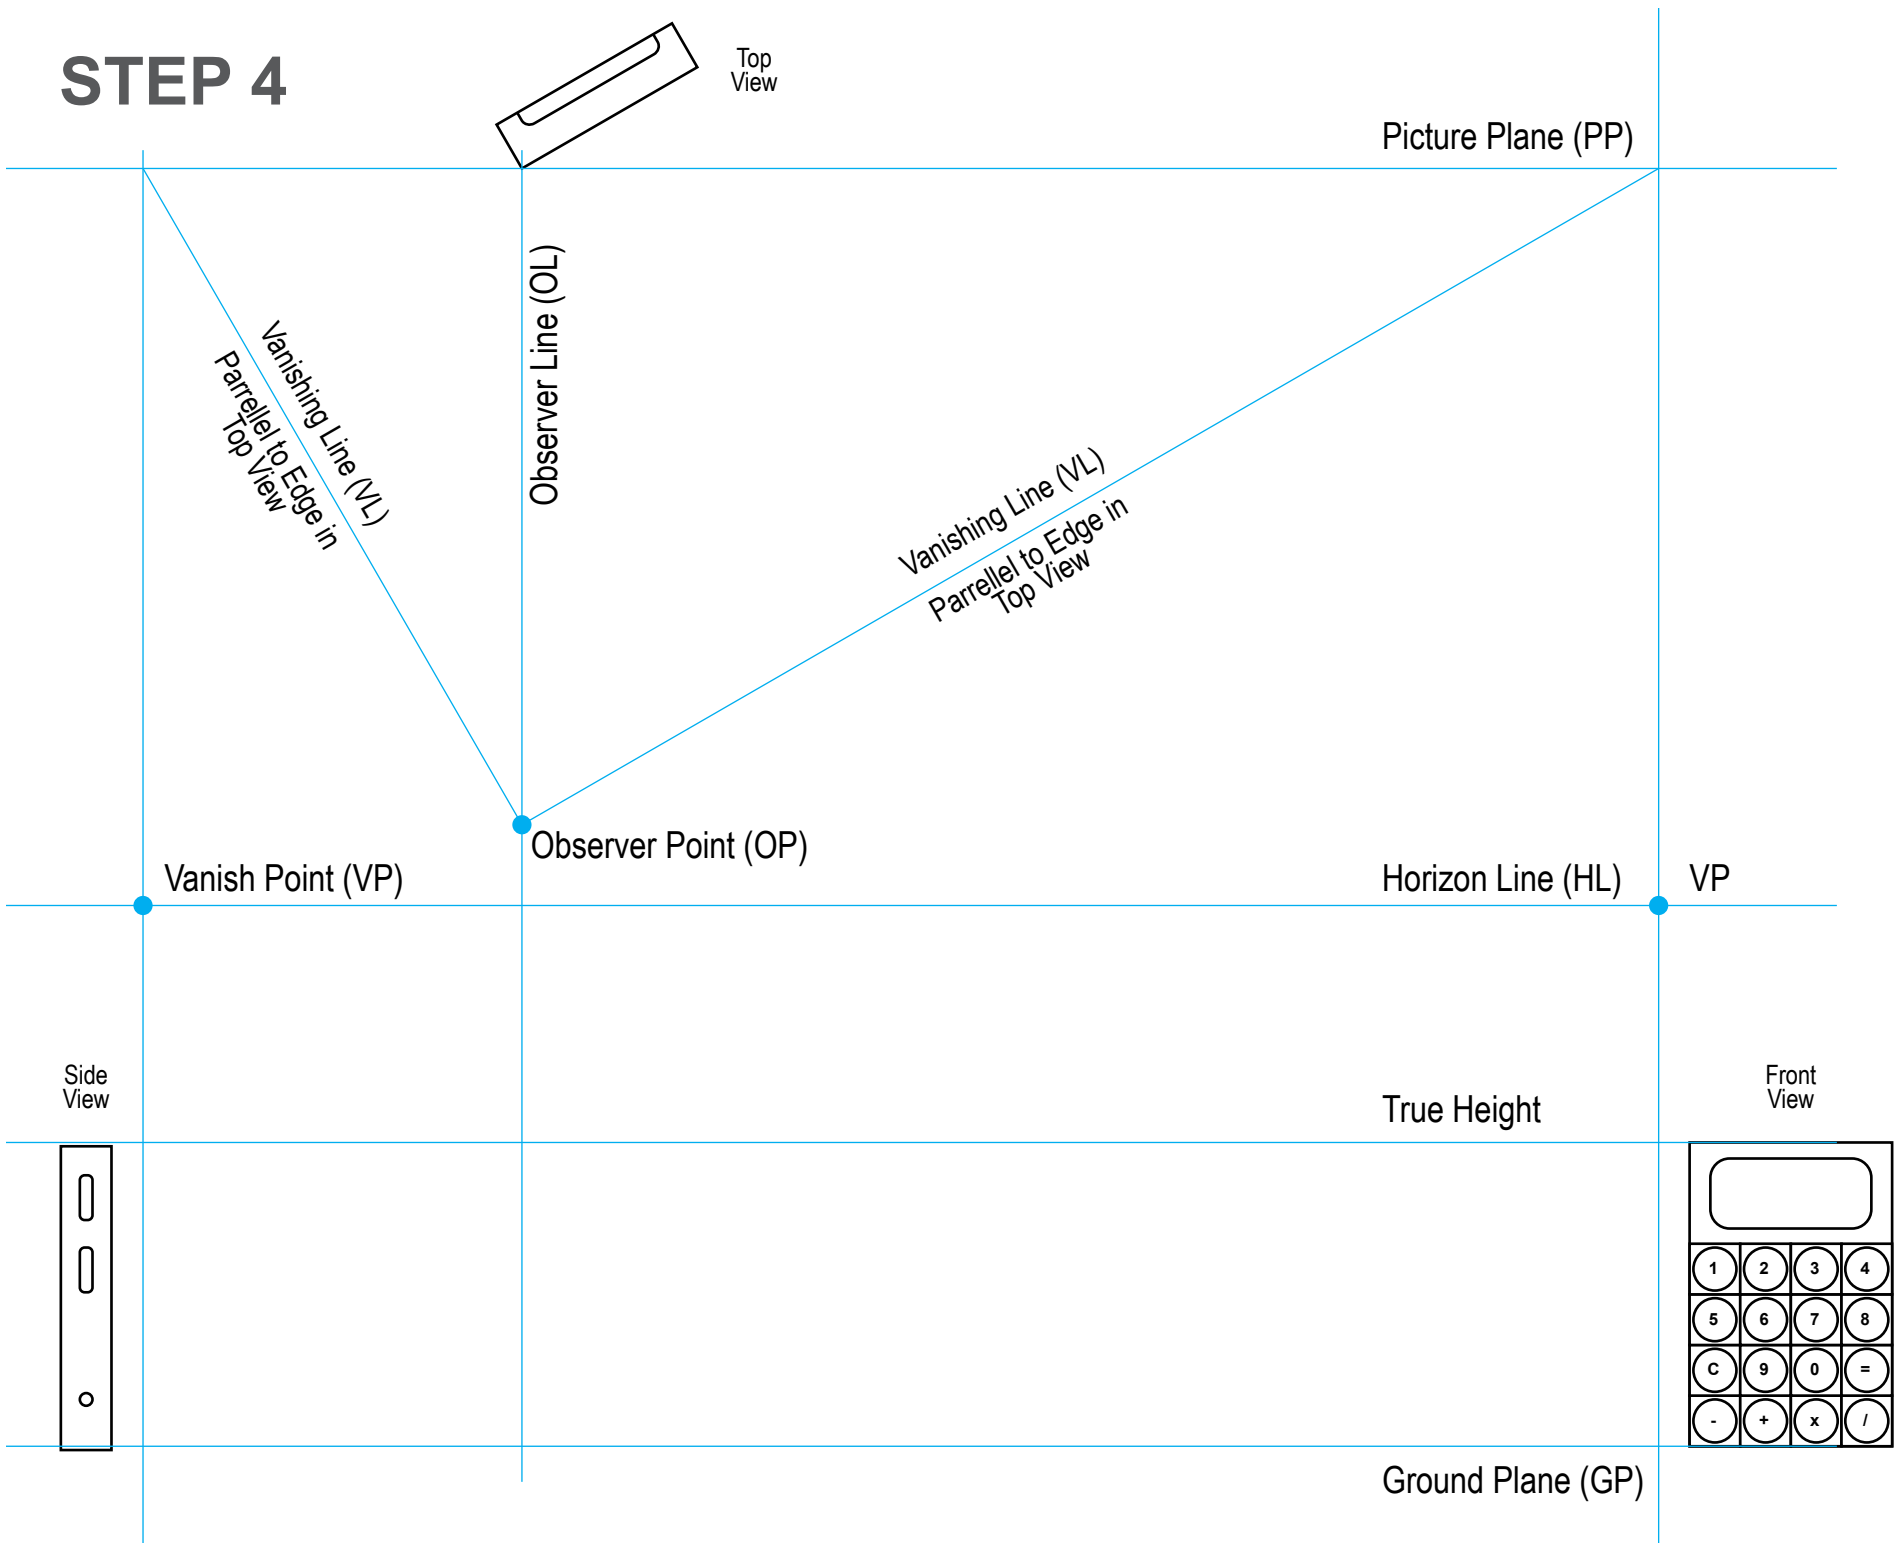 STEP 4
Top
View
Picture Plane (PP)
Observer Line (OL)
Vanishing Line (VL)
Parrellel to Edge in
Top View
Vanishing Line (VL)
Parrellel to Edge in
Top View
Observer Point (OP)
Vanish Point (VP)
Horizon Line (HL)
VP
Side
View
True Height
Front
View
1 2 3 4
5 6 7 8
C 9 0 =
- + x /
Ground Plane (GP)